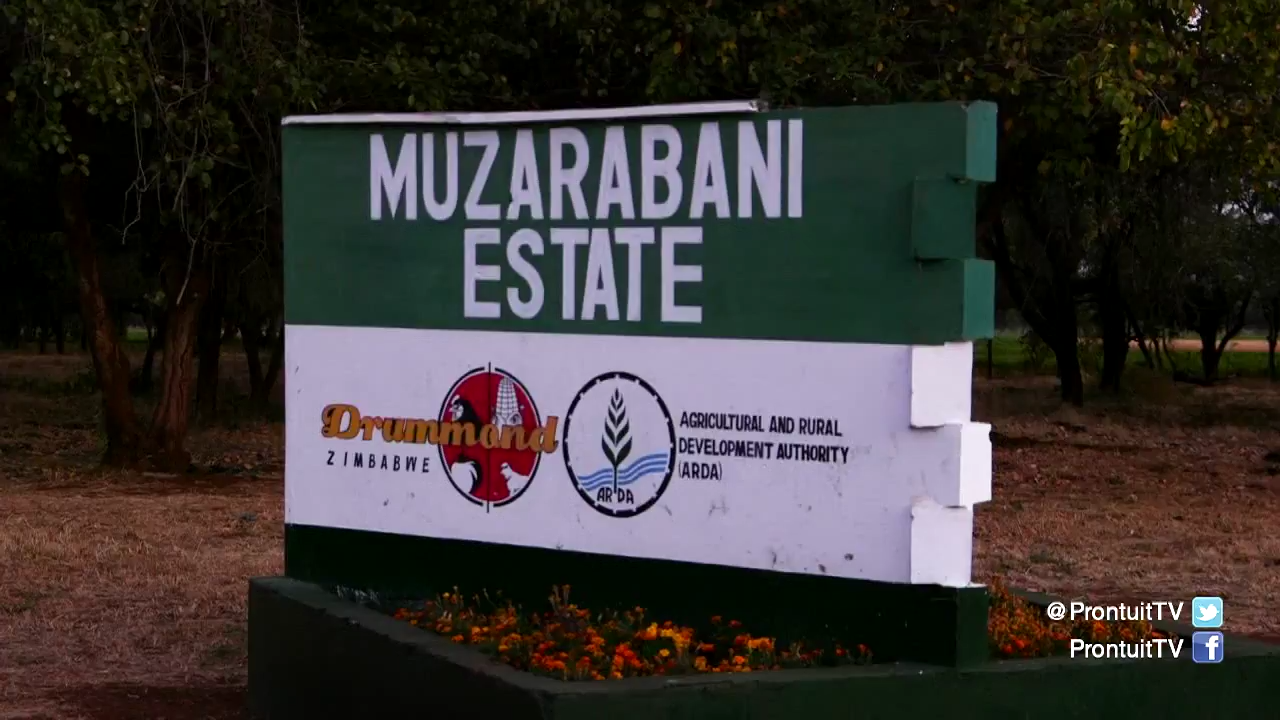 MUZARABANI
ESTATE
Drummond
ZIMBABWE
ARDA
AGRICULTURAL AND RURAL
DEVELOPMENT AUTHORITY
(ARDA)
@ProntuitTV
ProntuitTV